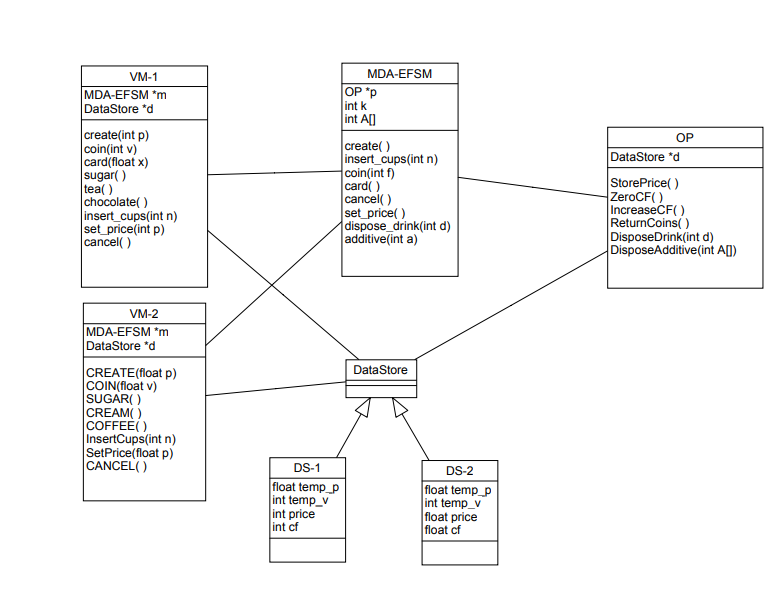 VM-1
MDA-EFSM *m
DataStore *d
create(int p)
coin(int v)
card(float x)
sugar( )
tea( )
chocolate( )
insert_cups(int n)
set_price(int p)
cancel( )
MDA-EFSM
OP *p
int k
int A[]
create( )
insert_cups(int n)
coin(int f)
card( )
cancel( )
set_price( )
dispose_drink(int d)
additive(int a)
OP
DataStore *d
StorePrice( )
ZeroCF( )
IncreaseCF( )
ReturnCoins( )
DisposeDrink(int d)
DisposeAdditive(int A[])
VM-2
MDA-EFSM *m
DataStore *d
CREATE(float p)
COIN(float v)
SUGAR( )
CREAM( )
COFFEE( )
InsertCups(int n)
SetPrice(float p)
CANCEL( )
DataStore
DS-1
float temp_p
int temp_v
int price
int cf
DS-2
float temp_p
int temp_v
float price
float cf